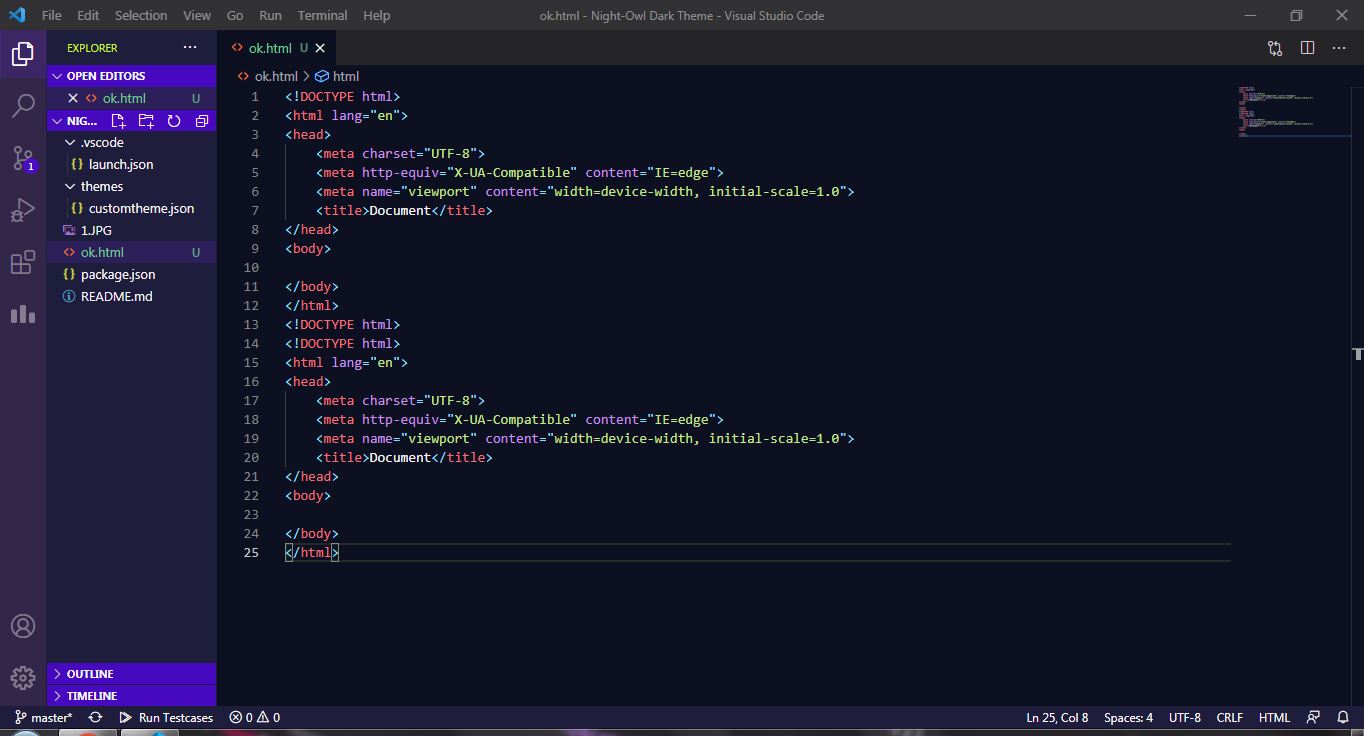 File Edit Selection View Go Run Terminal Help ok.html - Night-Owl Dark Theme - Visual Studio Code
EXPLORER
OPEN EDITORS
ok.html U
NIG...
.vscode
launch.json
themes
customtheme.json
1.JPG
ok.html U
package.json
README.md
OUTLINE
TIMELINE
ok.html U
ok.html > html
1 <!DOCTYPE html>
2 <html lang="en">
3 <head>
4     <meta charset="UTF-8">
5     <meta http-equiv="X-UA-Compatible" content="IE=edge">
6     <meta name="viewport" content="width=device-width, initial-scale=1.0">
7     <title>Document</title>
8 </head>
9 <body>
10
11 </body>
12 </html>
13 <!DOCTYPE html>
14 <!DOCTYPE html>
15 <html lang="en">
16 <head>
17     <meta charset="UTF-8">
18     <meta http-equiv="X-UA-Compatible" content="IE=edge">
19     <meta name="viewport" content="width=device-width, initial-scale=1.0">
20     <title>Document</title>
21 </head>
22 <body>
23
24 </body>
25 </html>
1
master* Run Testcases 0 0 Ln 25, Col 8 Spaces: 4 UTF-8 CRLF HTML